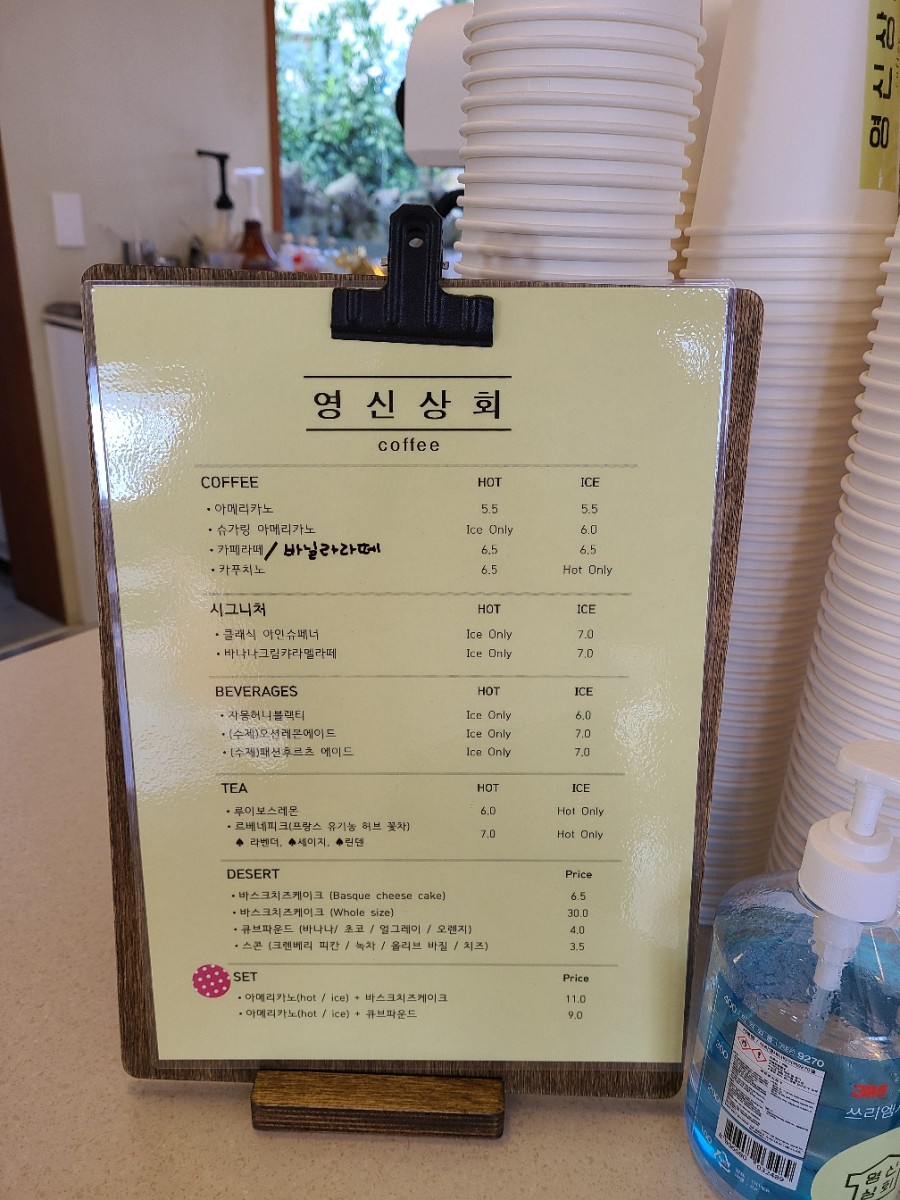 영신상회
coffee
COFFEE HOT ICE
• 아메리카노 5.5 5.5
• 슈가링 아메리가노 Ice Only 6.0
• 카페라떼 / 바닐라라떼 6.5 6.5
• 카푸치노 6.5 Hot Only
시그니처 HOT ICE
• 클래식 아인슈페너 Ice Only 7.0
• 바나나크림캬라멜라떼 Ice Only 7.0
BEVERAGES HOT ICE
• 자몽허니블랙티 Ice Only 6.0
• (수제)오션레몬에이드 Ice Only 7.0
• (수제)패션후르츠 에이드 Ice Only 7.0
TEA HOT ICE
• 루이보스레몬 6.0 Hot Only
• 르베네피크(프랑스 유기농 허브 꽃차) 7.0 Hot Only
♠ 라벤더, ♠세이지, ♠린덴
DESERT Price
• 바스크치즈케이크 (Basque cheese cake) 6.5
• 바스크치즈케이크 (Whole size) 30.0
• 큐브파운드 (바나나/ 초코 / 얼그레이 / 오렌지) 4.0
• 스콘 (크렌베리 피칸 / 녹차 / 올리브 바질 / 치즈) 3.5
SET Price
• 아메리카노(hot / ice) + 바스크치즈케이크 11.0
• 아메리카노(hot / ice) + 큐브파운드 9.0
영신상
9270
3M
쓰리엠
영신
상회